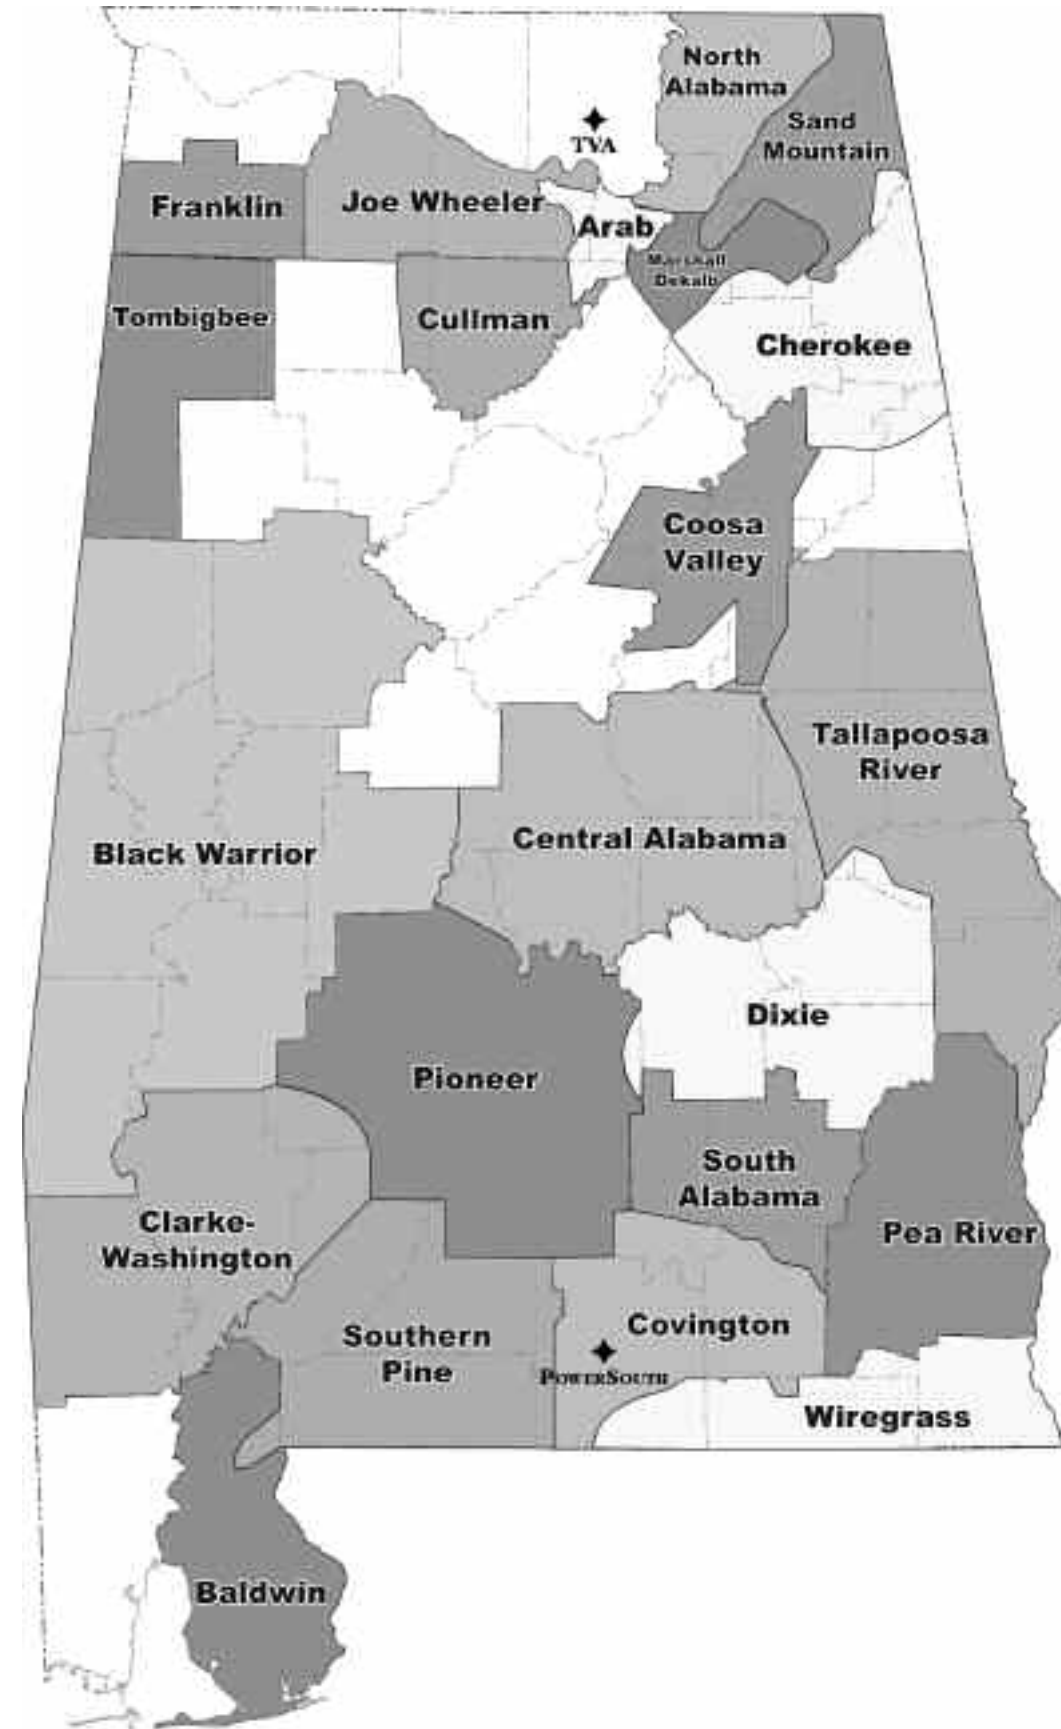 North
Alabama
Sand
Mountain
TVA
Franklin
Joe Wheeler
Arab
Marshall
Dekalb
Tombigbee
Cullman
Cherokee
Coosa
Valley
Tallapoosa
River
Central Alabama
Black Warrior
Dixie
Pioneer
South
Alabama
Clarke-
Washington
Pea River
Southern
Pine
Covington
PowerSouth
Wiregrass
Baldwin